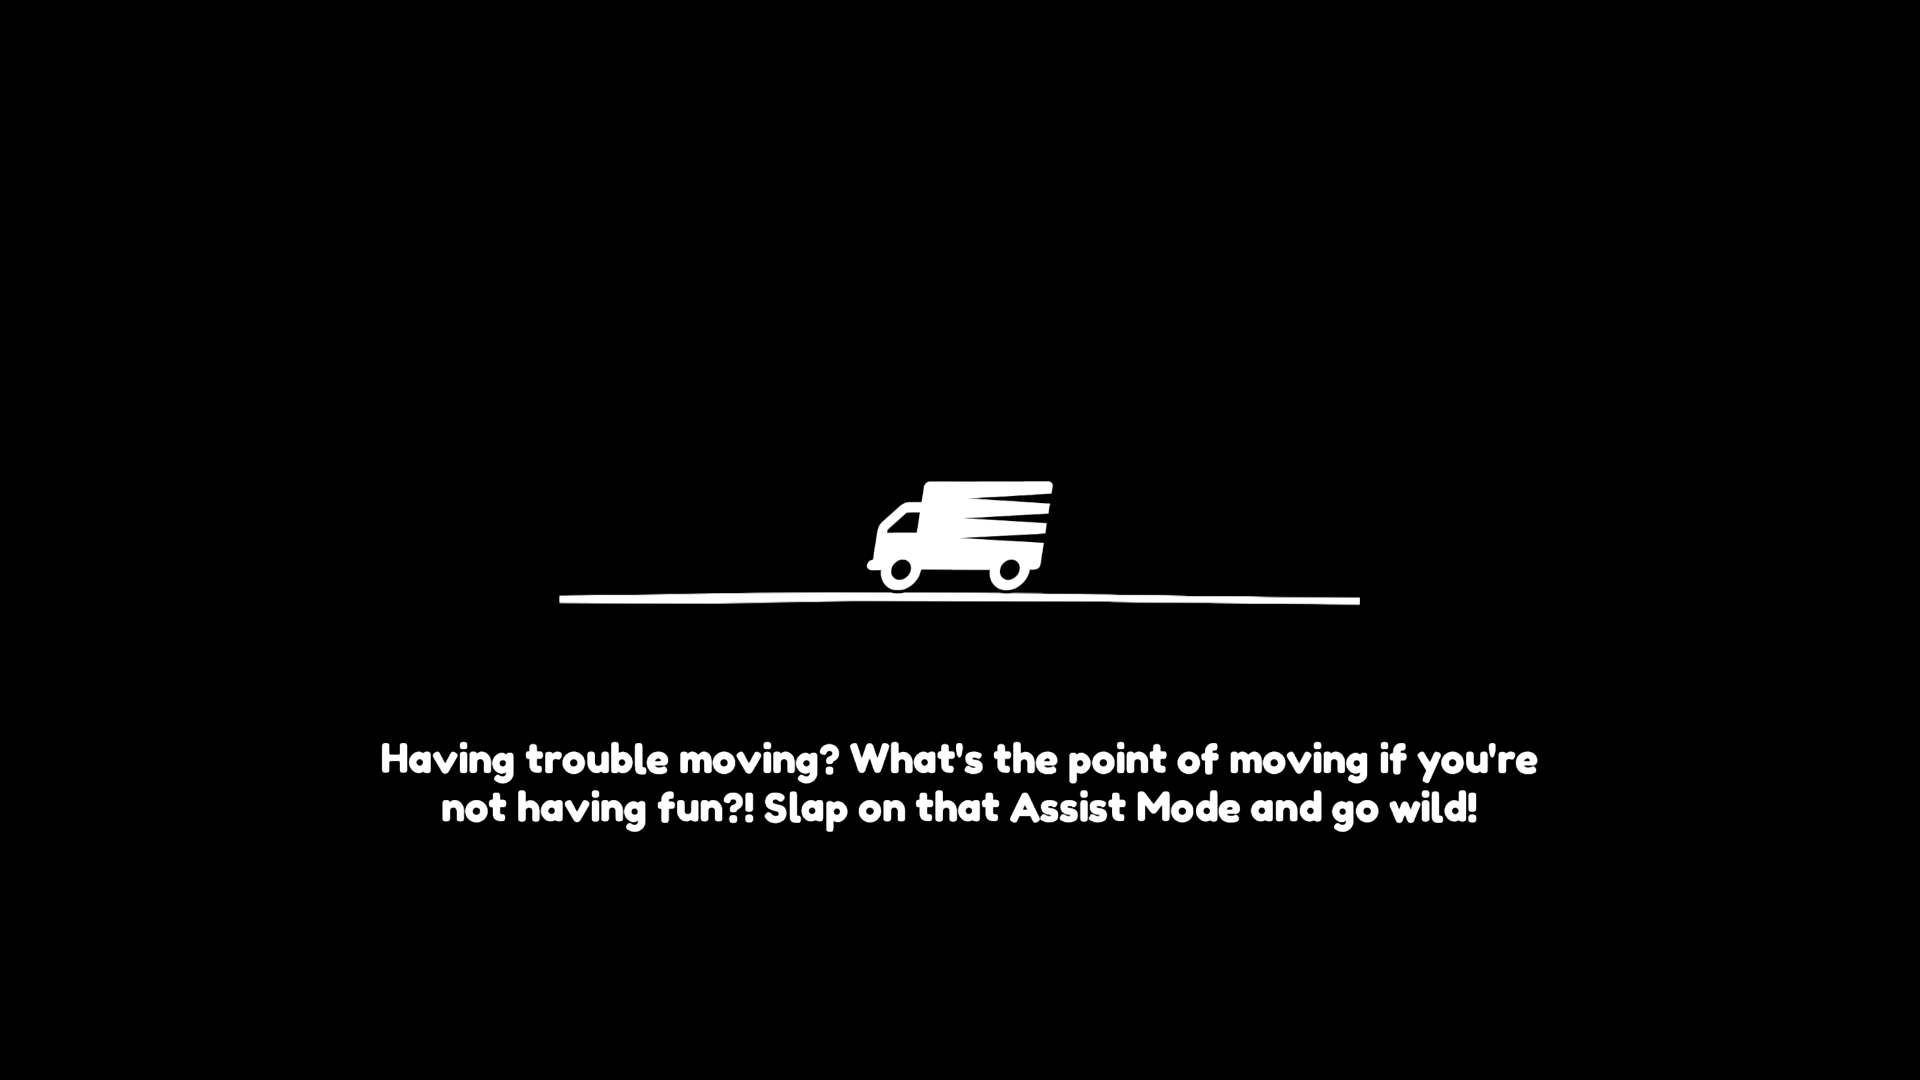 Having trouble moving? What's the point of moving if you're
not having fun?! Slap on that Assist Mode and go wild!